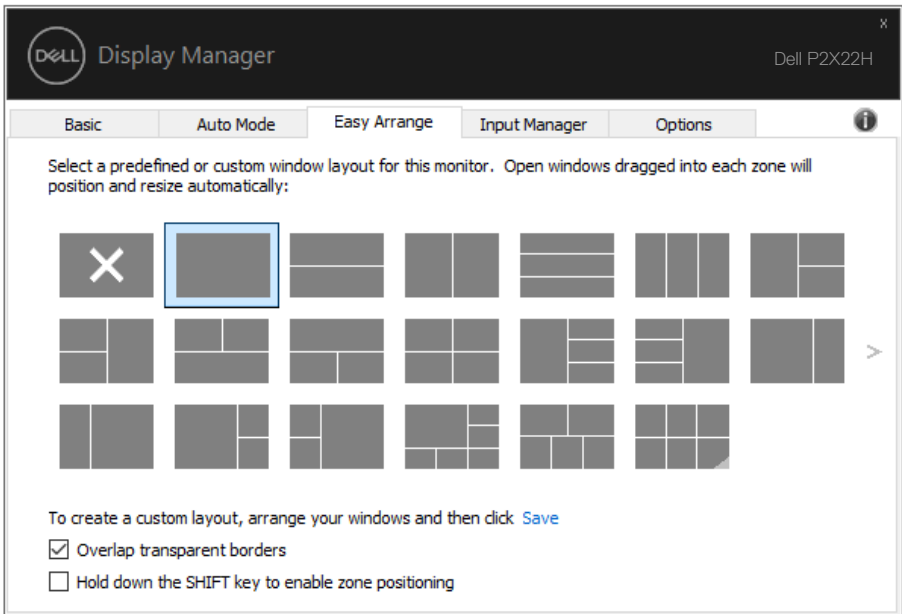 x
DELL Display Manager
Dell P2X22H
Basic Auto Mode Easy Arrange Input Manager Options
Select a predefined or custom window layout for this monitor. Open windows dragged into each zone will
position and resize automatically:
>
To create a custom layout, arrange your windows and then click Save
Overlap transparent borders
Hold down the SHIFT key to enable zone positioning